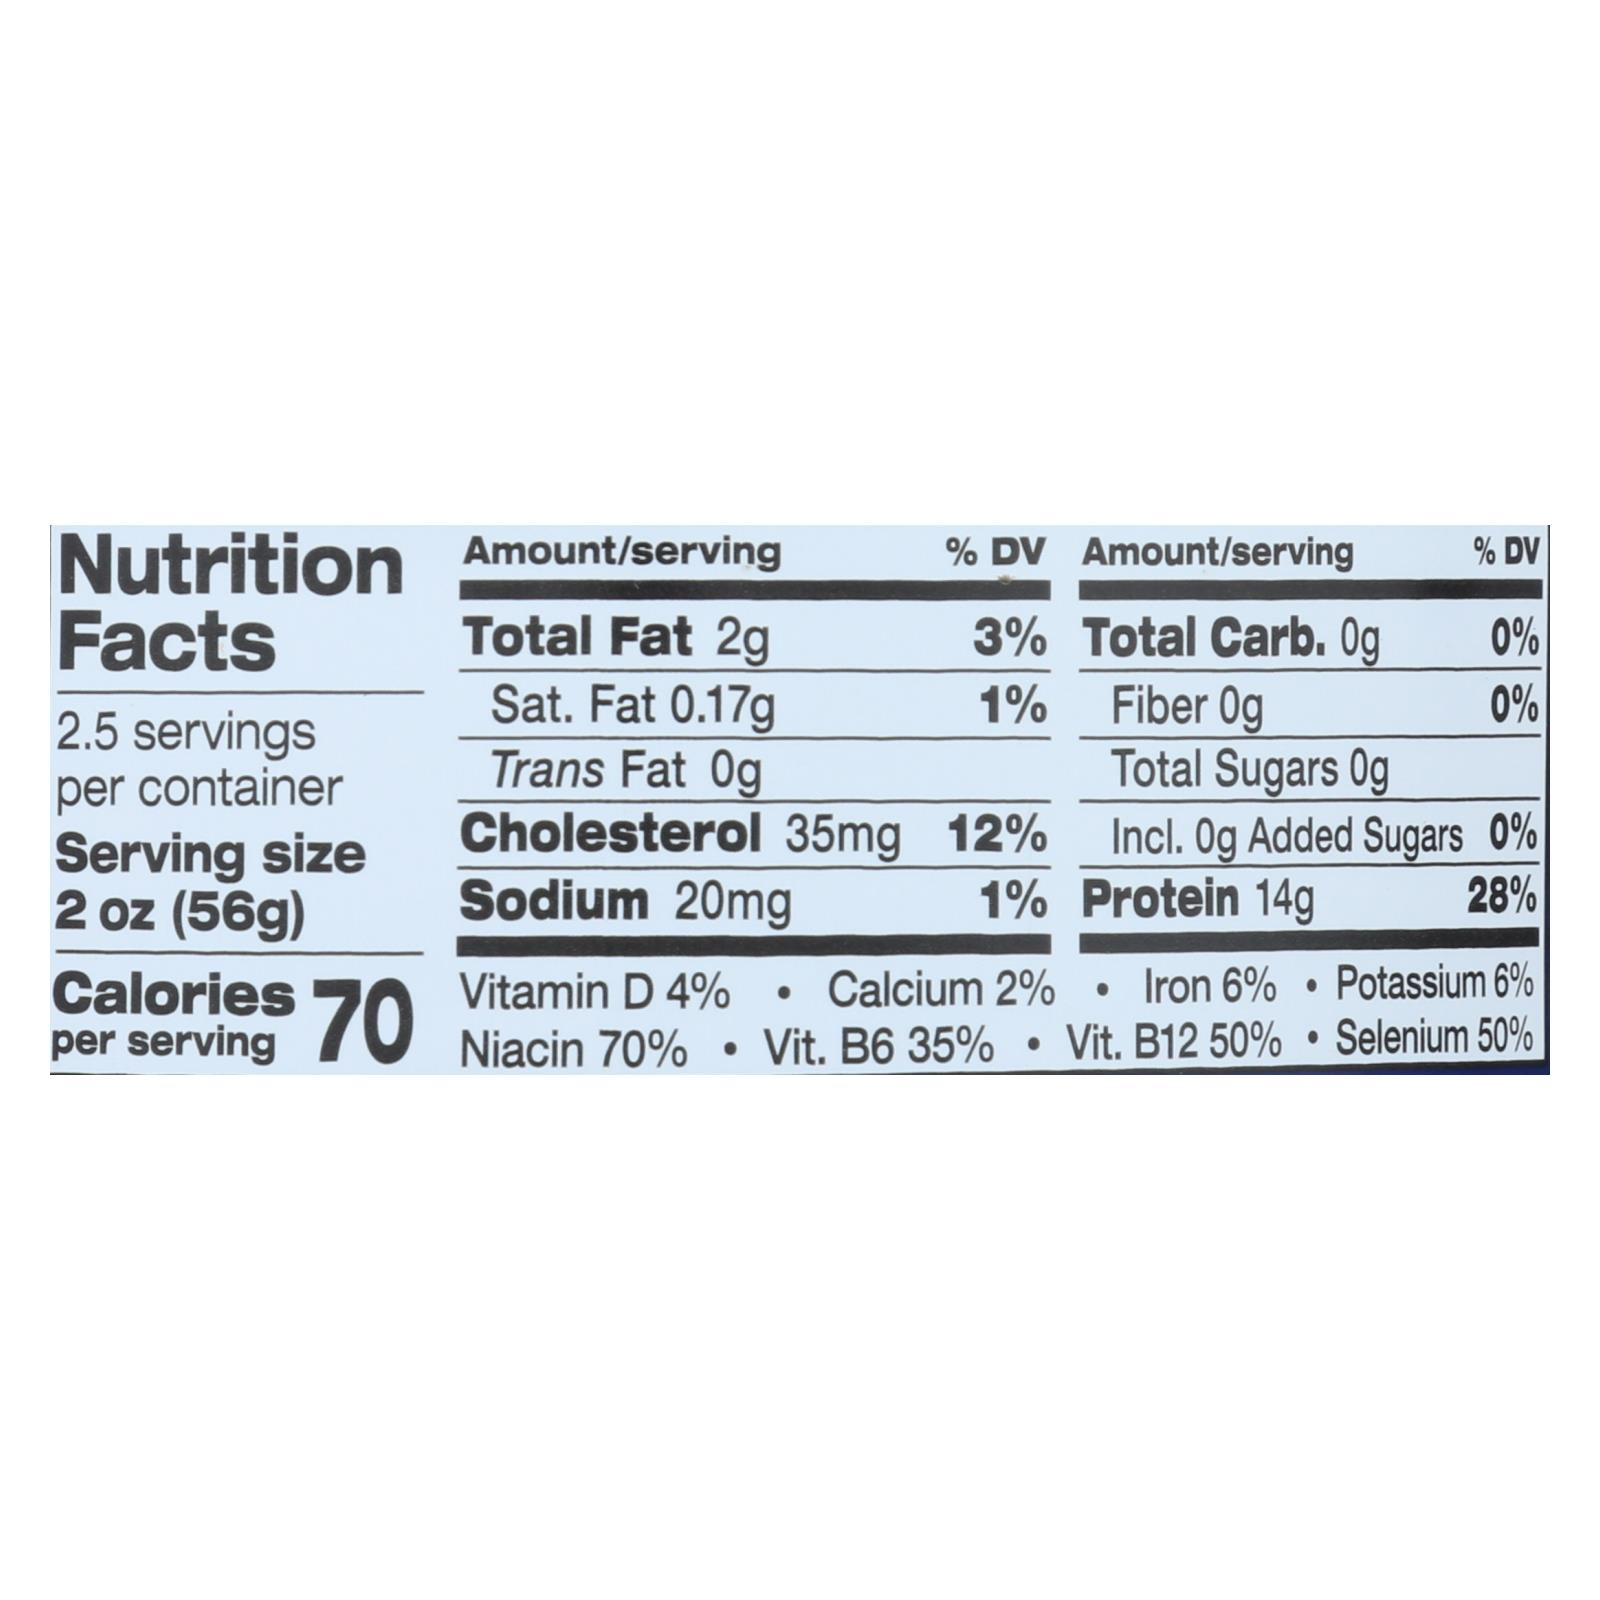 Nutrition
Facts
2.5 servings
per container
Serving size
2 oz (56g)
Calories
per serving 70
Amount/serving % DV
Total Fat 2g 3%
Sat. Fat 0.17g 1%
Trans Fat 0g
Cholesterol 35mg 12%
Sodium 20mg 1%
Amount/serving % DV
Total Carb. 0g 0%
Fiber 0g 0%
Total Sugars 0g
Incl. 0g Added Sugars 0%
Protein 14g 28%
Vitamin D 4% • Calcium 2% • Iron 6% • Potassium 6%
Niacin 70% • Vit. B6 35% • Vit. B12 50% • Selenium 50%